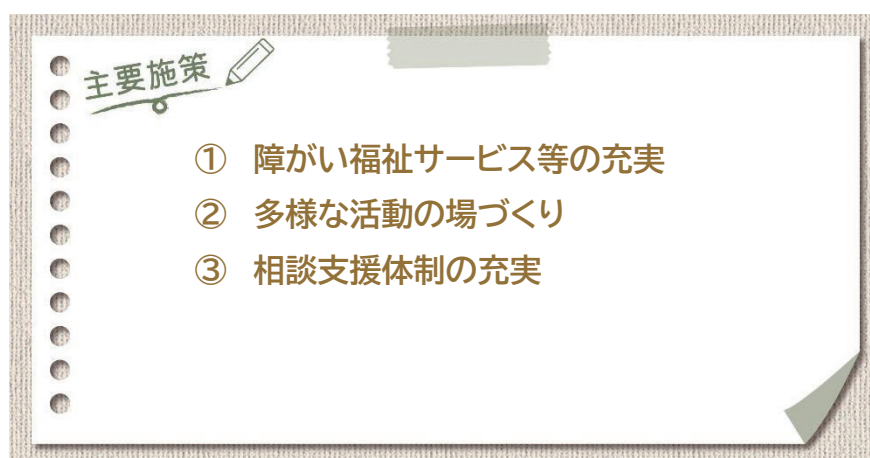 主要施策
① 障がい福祉サービス等の充実
② 多様な活動の場づくり
③ 相談支援体制の充実